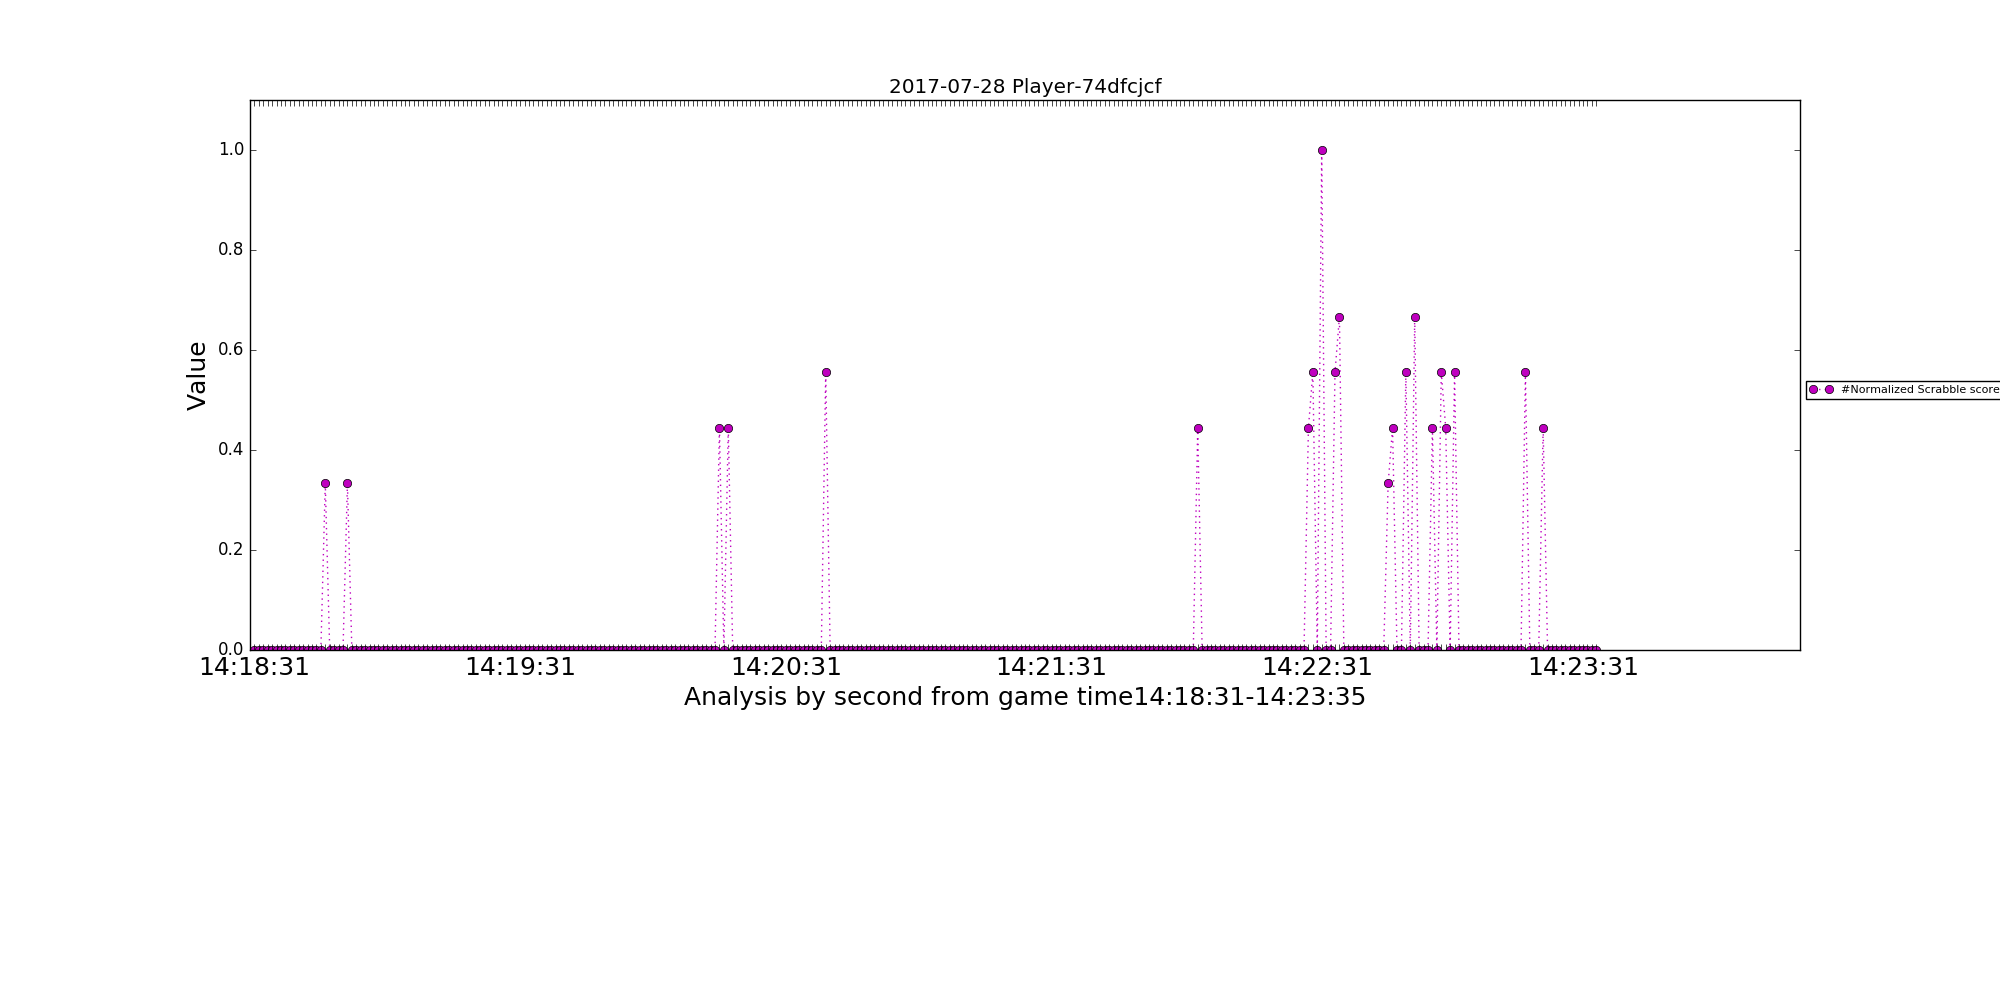 2017-07-28 Player-74dfcjcf
1.0
0.8
0.6
0.4
0.2
0.0
Value
#Normalized Scrabble score
14:18:31 14:19:31 14:20:31 14:21:31 14:22:31 14:23:31
Analysis by second from game time14:18:31-14:23:35